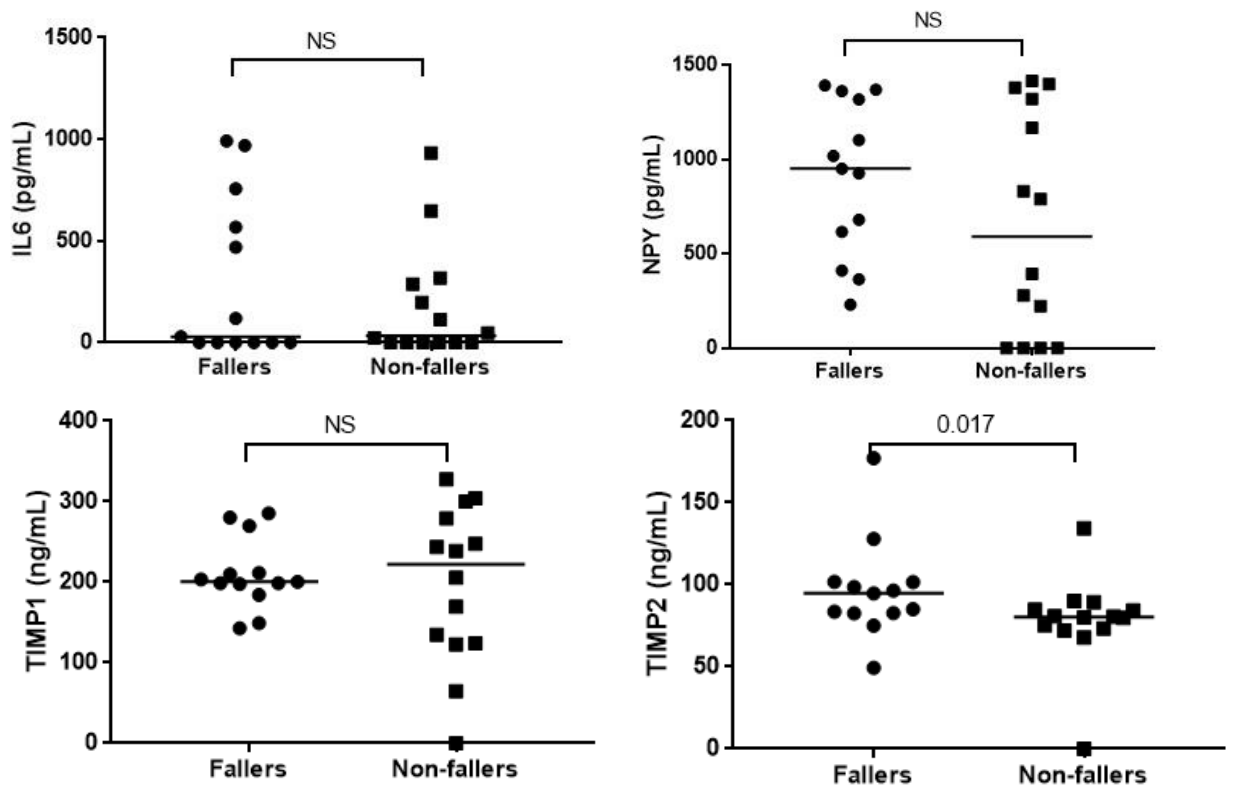 NS
1500
1000
500
0
IL6 (pg/mL)
Fallers
Non-fallers
NS
1500
1000
500
0
NPY (pg/mL)
Fallers
Non-fallers
NS
400
300
200
100
0
TIMP1 (ng/mL)
Fallers
Non-fallers
0.017
200
150
100
50
0
TIMP2 (ng/mL)
Fallers
Non-fallers